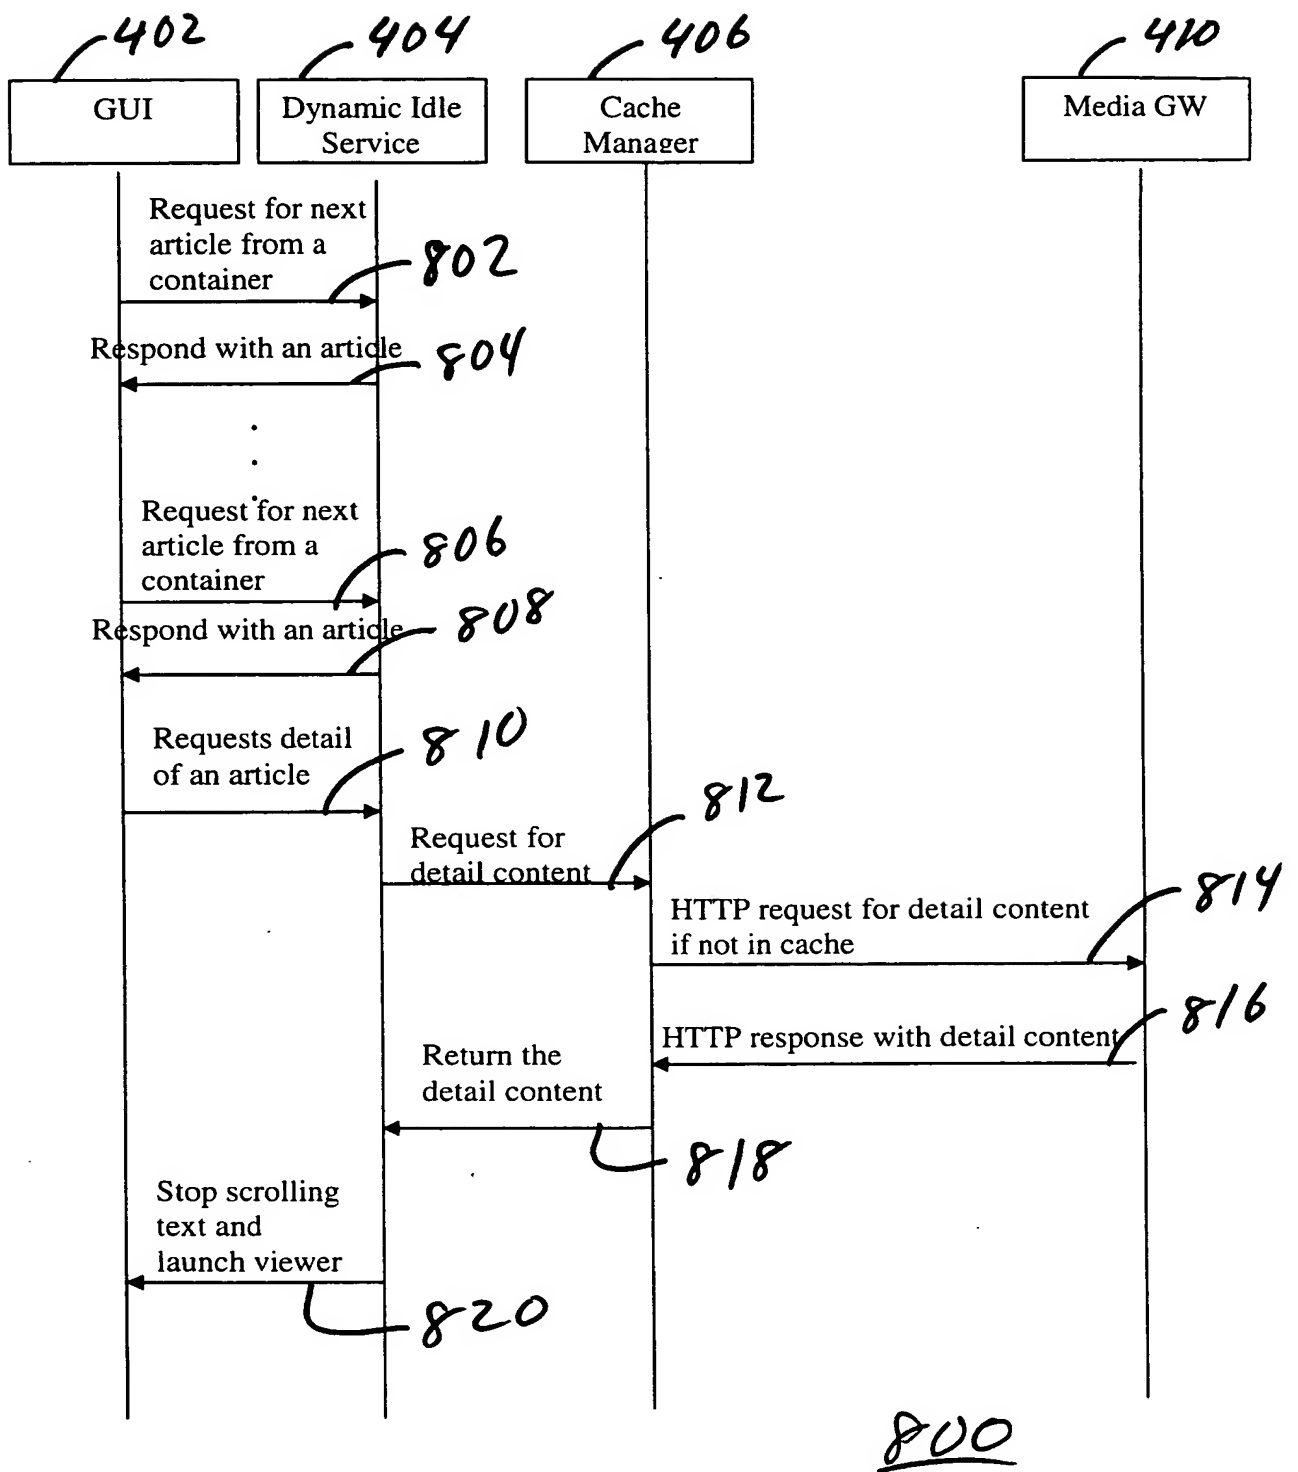 402
404
406
410
GUI
Dynamic Idle
Service
Cache
Manager
Media GW
Request for next
article from a
container
802
Respond with an article
804
Request for next
article from a
container
806
Respond with an article
808
Requests detail
of an article
810
Request for
detail content
812
HTTP request for detail content
if not in cache
814
HTTP response with detail content
816
Return the
detail content
818
Stop scrolling
text and
launch viewer
820
800